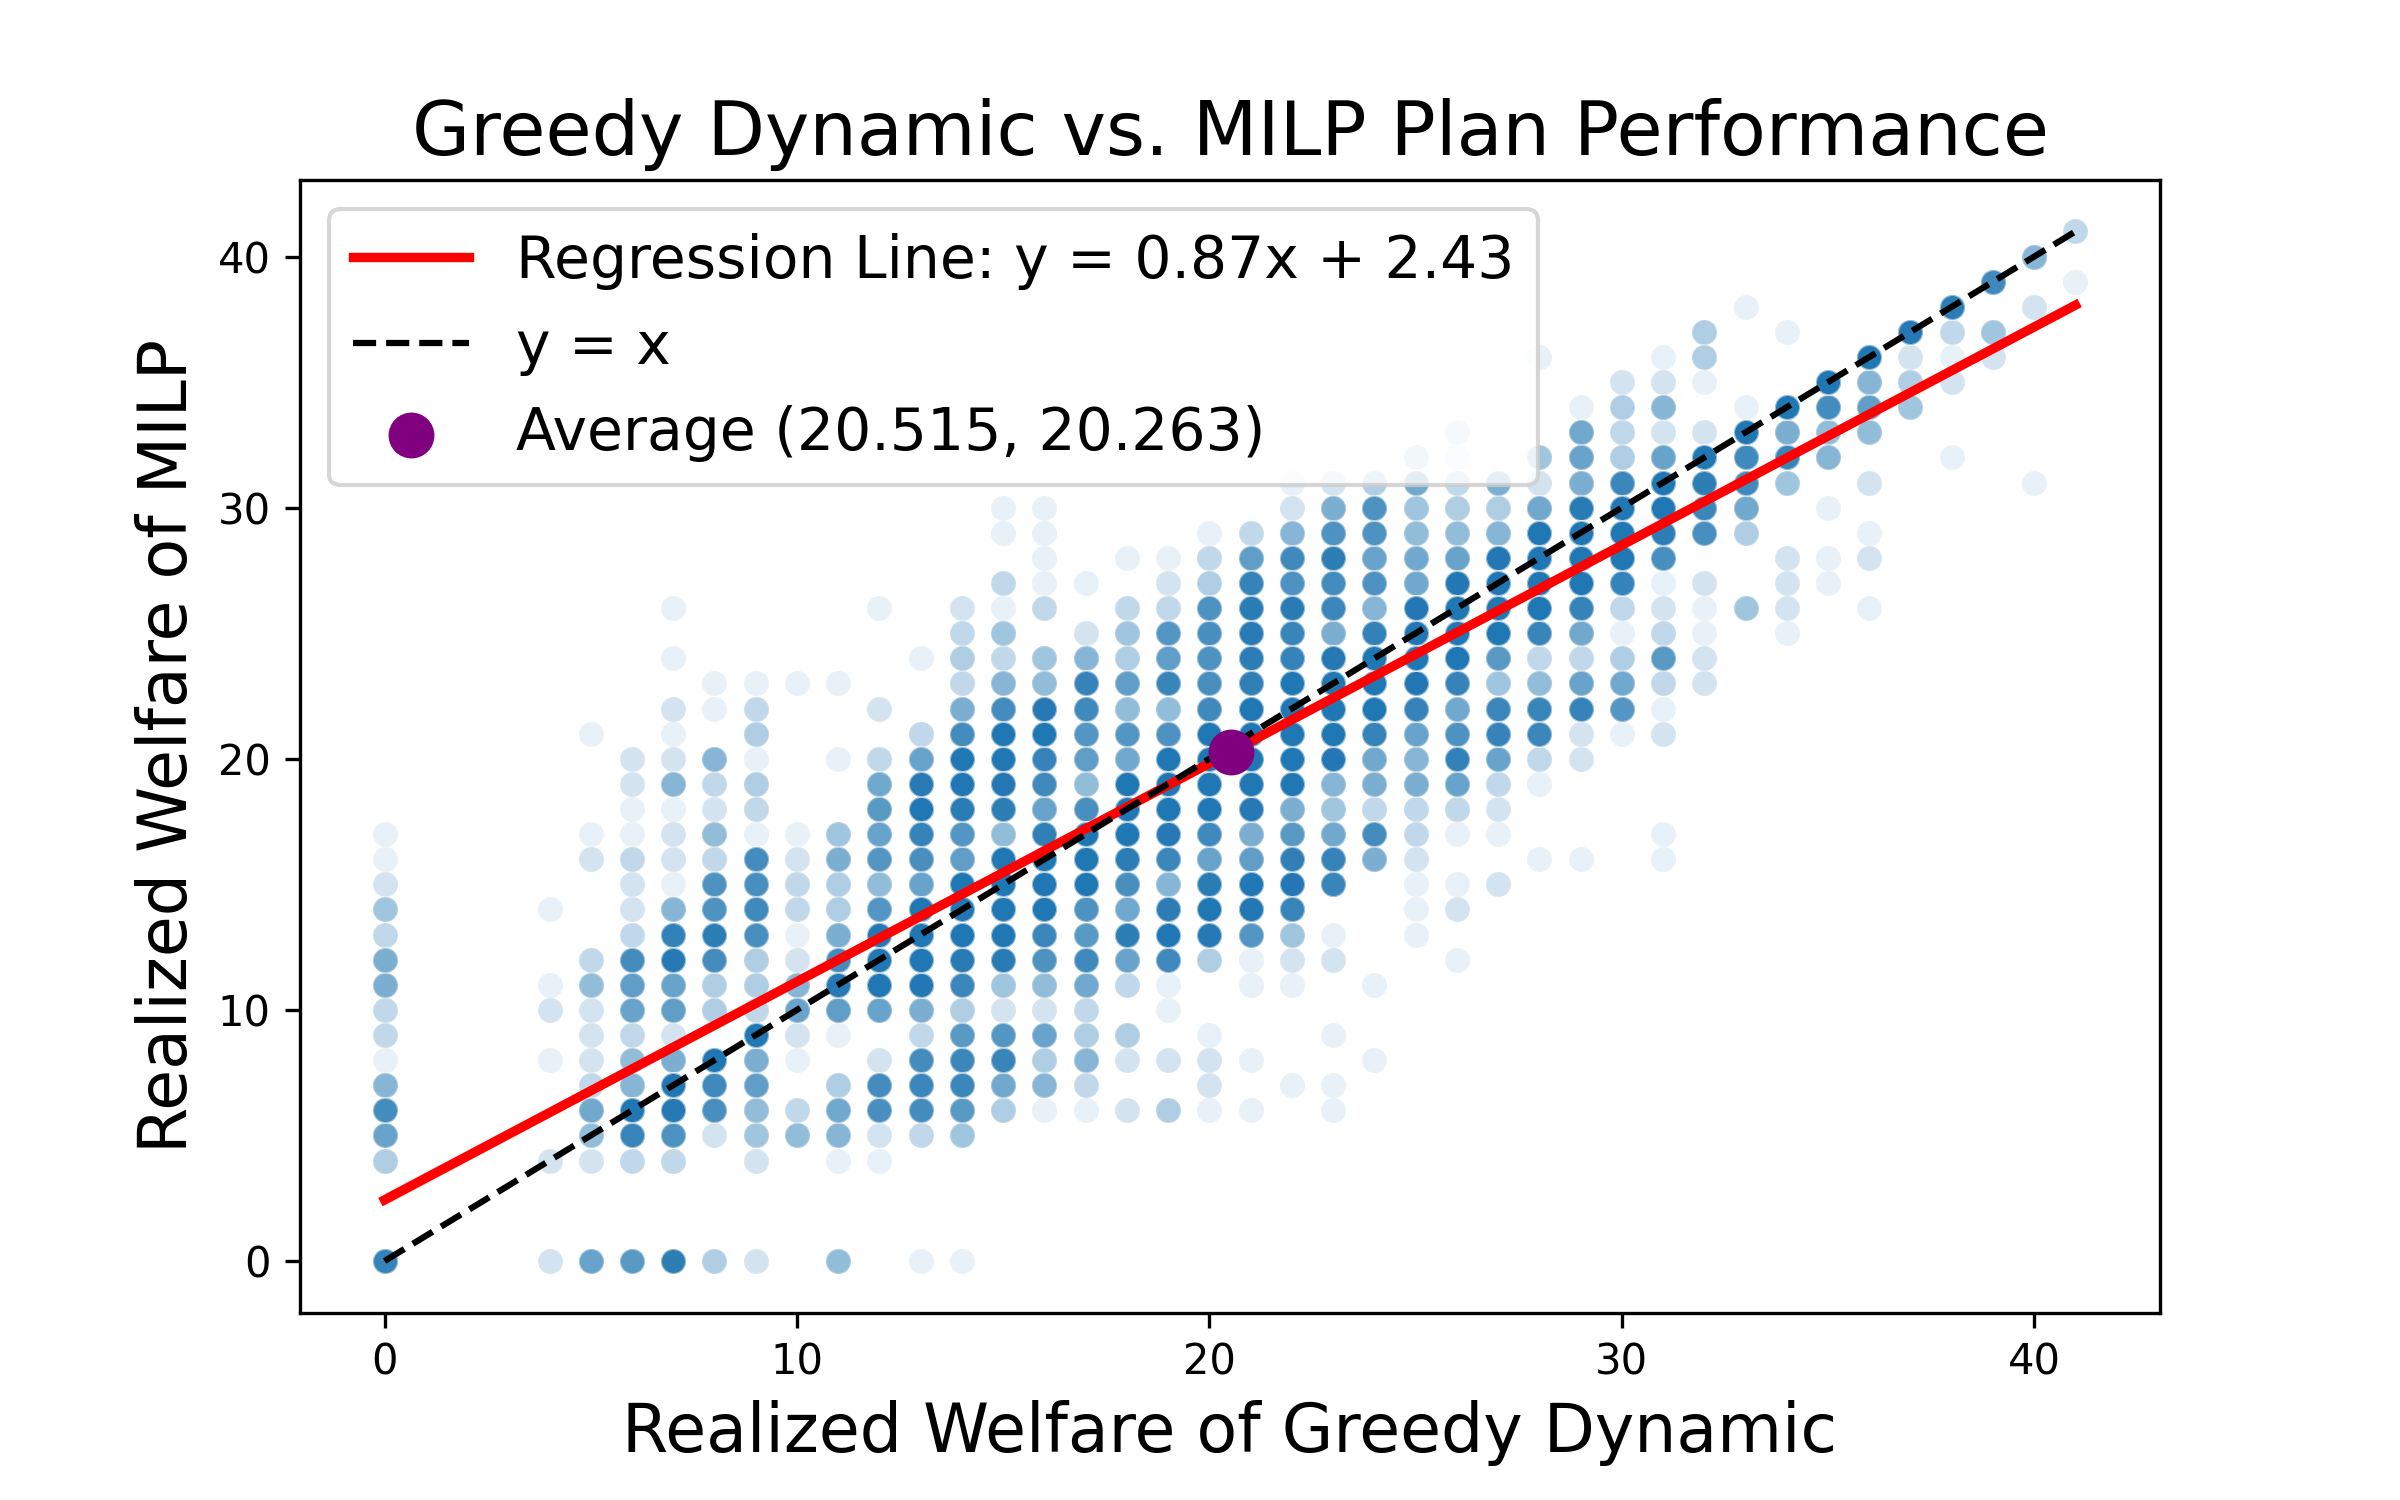 Greedy Dynamic vs. MILP Plan Performance
Regression Line: y = 0.87x + 2.43
y = x
Average (20.515, 20.263)
Realized Welfare of MILP
40
30
20
10
0
0 10 20 30 40
Realized Welfare of Greedy Dynamic